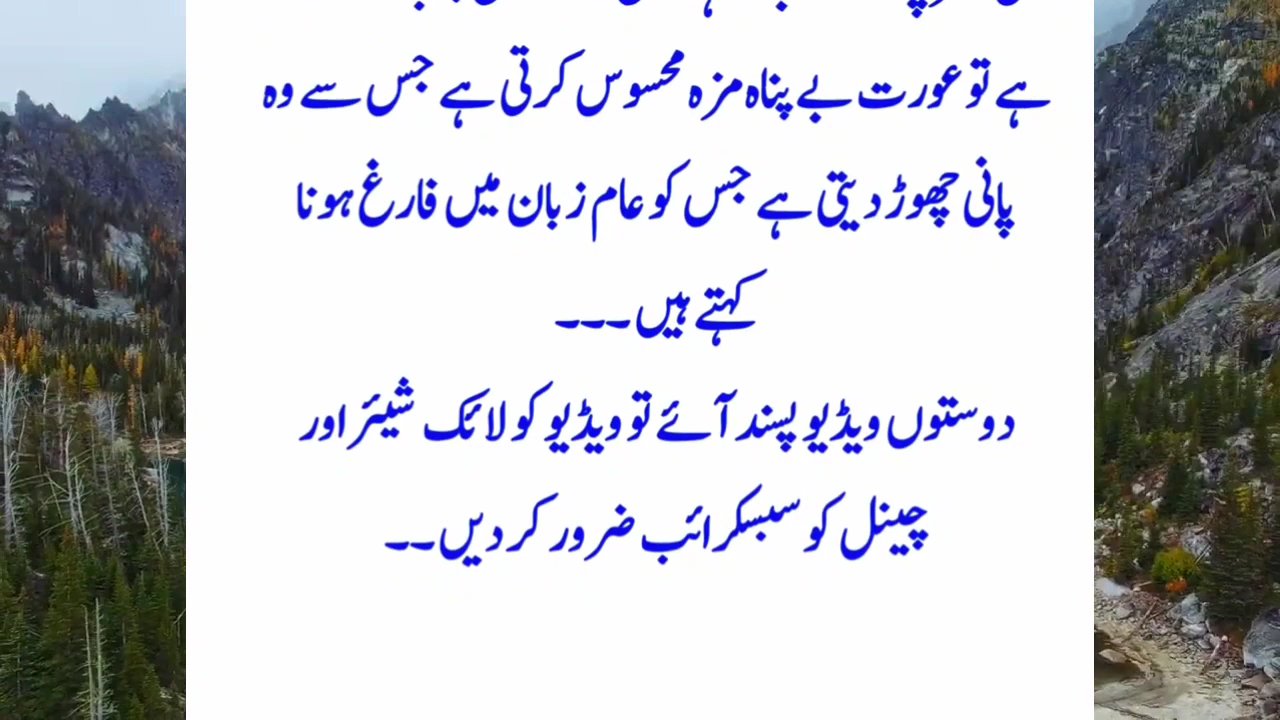 ہے تو عورت بے پناہ مزہ محسوس کرتی ہے جس سے وہ
پانی چھوڑ دیتی ہے جس کو عام زبان میں فارغ ہونا
کہتے ہیں۔۔۔
دوستوں ویڈیو پسند آئے تو ویڈیو کو لائک شیئر اور
چینل کو سبسکرائب ضرور کر دیں۔۔